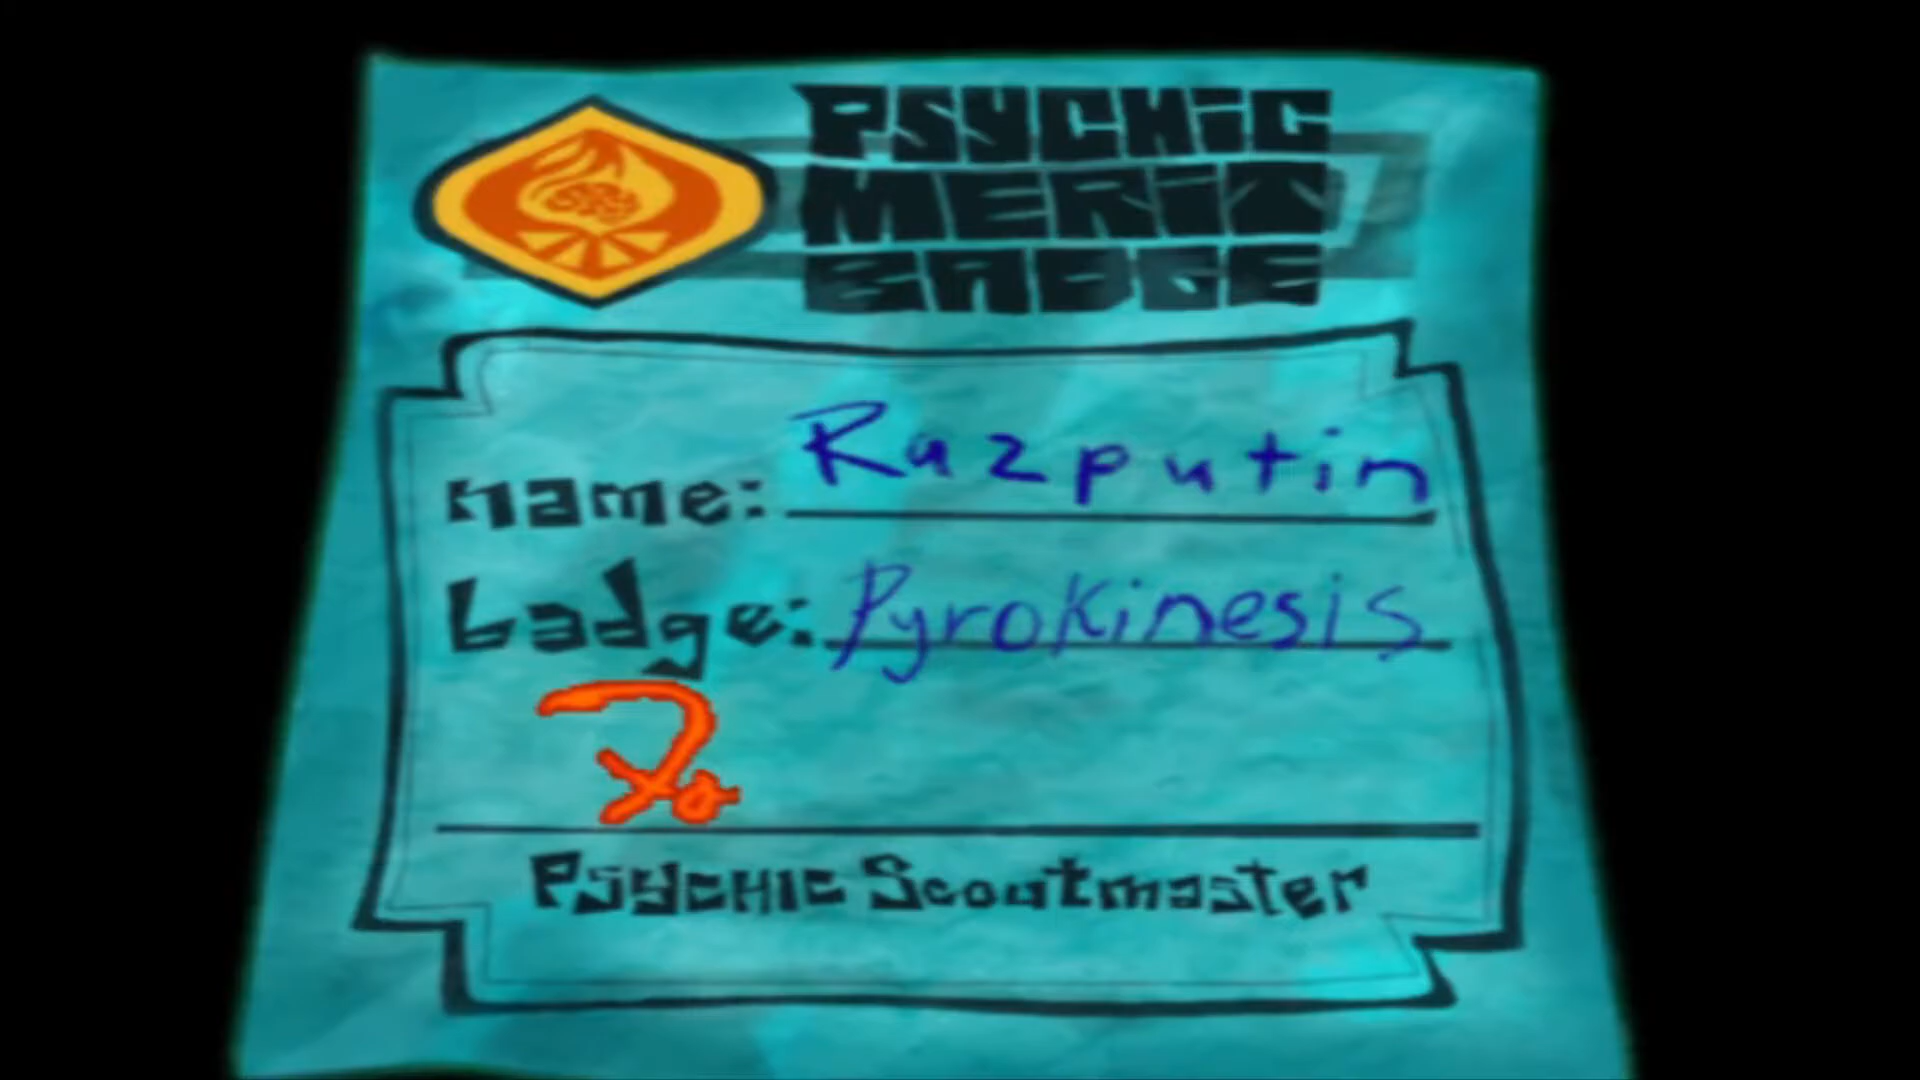 PSYCHiC
MERiT
BADGE
name: Razputin
badge: Pyrokinesis
Psychic Scoutmaster